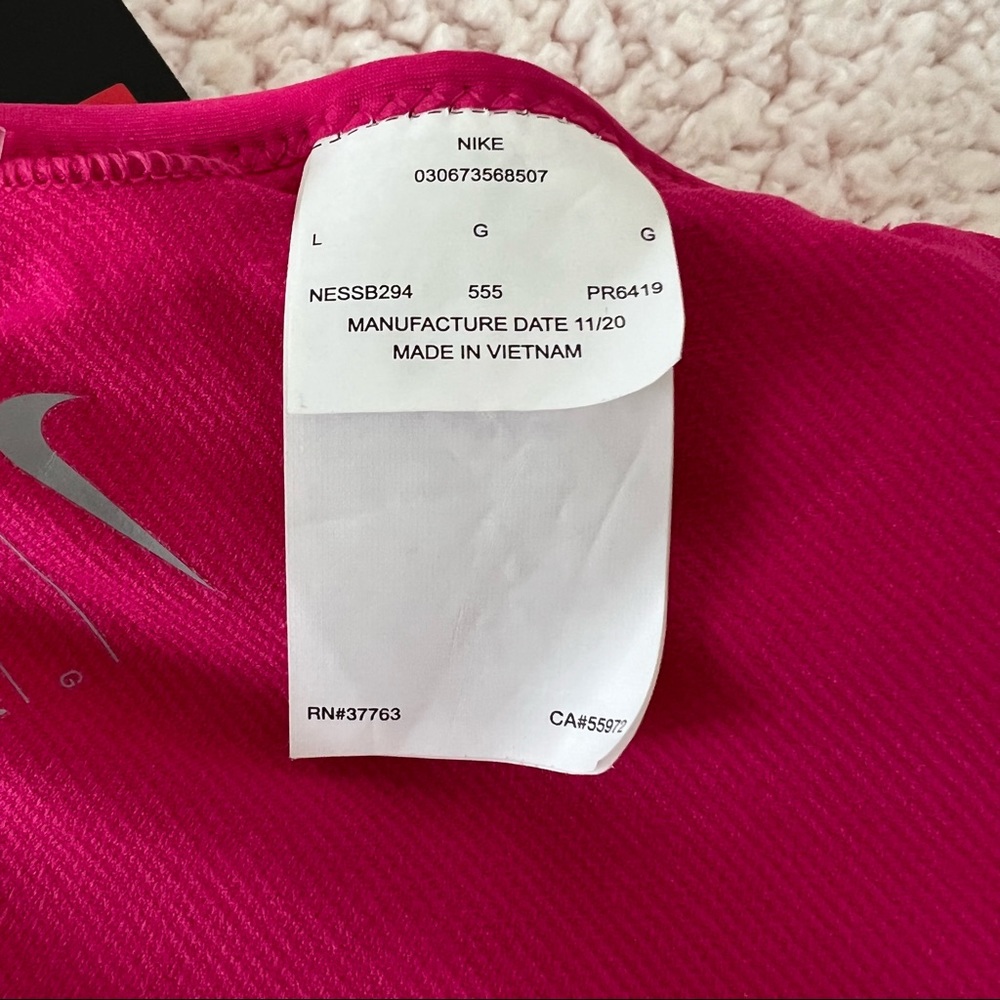 NIKE
030673568507
L G G
NESSB294 555 PR6419
MANUFACTURE DATE 11/20
MADE IN VIETNAM
G
RN#37763 CA#55972